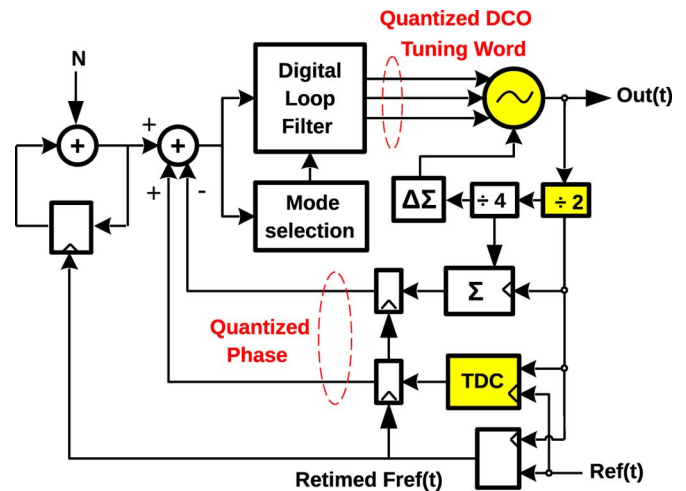 Quantized DCO
Tuning Word
N
Digital
Loop
Filter
Out(t)
+
+
+
+
-
Mode
selection
ΔΣ
÷ 4
÷ 2
Σ
Quantized
Phase
TDC
Retimed Fref(t)
Ref(t)